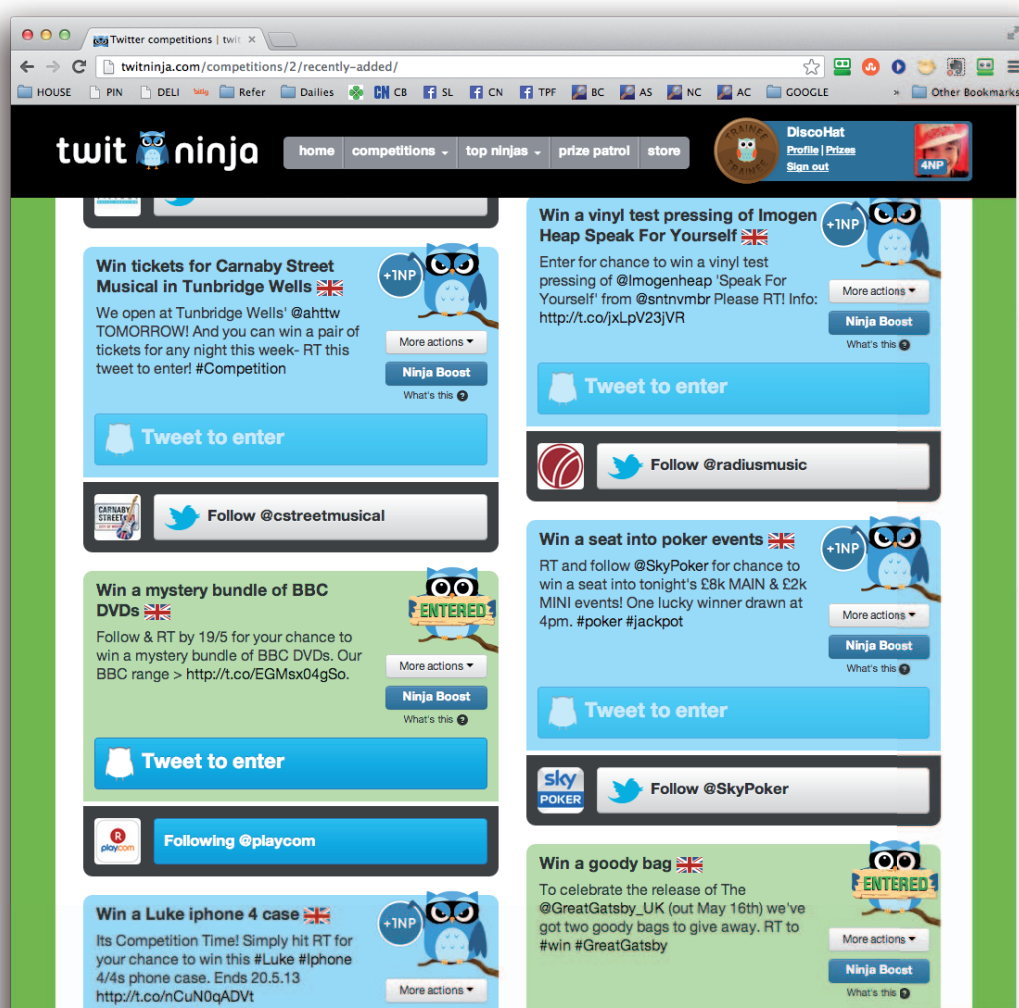 Twitter competitions | twit
twitninja.com/competitions/2/recently-added/
HOUSE PIN DELI bitly Refer Dailies CN CB SL CN TPF BC AS NC AC GOOGLE » Other Bookmarks
twit ninja
home competitions top ninjas prize patrol store
TRAINEE
TRAINEE
DiscoHat
Profile | Prizes
Sign out
4NP
Win tickets for Carnaby Street
Musical in Tunbridge Wells
+1NP
We open at Tunbridge Wells' @ahttw
TOMORROW! And you can win a pair of
tickets for any night this week- RT this
tweet to enter! #Competition
More actions
Ninja Boost
What's this ?
Tweet to enter
CARNABY
STREET
Follow @cstreetmusical
Win a mystery bundle of BBC
DVDs
ENTERED
Follow & RT by 19/5 for your chance to
win a mystery bundle of BBC DVDs. Our
BBC range > http://t.co/EGMsx04gSo.
More actions
Ninja Boost
What's this ?
Tweet to enter
R
play.com
Following @playcom
Win a Luke iphone 4 case
+1NP
Its Competition Time! Simply hit RT for
your chance to win this #Luke #Iphone
4/4s phone case. Ends 20.5.13
http://t.co/nCuN0qADVt
More actions
Win a vinyl test pressing of Imogen
Heap Speak For Yourself
+1NP
Enter for chance to win a vinyl test
pressing of @Imogenheap 'Speak For
Yourself' from @sntnvmbr Please RT! Info:
http://t.co/jxLpV23jVR
More actions
Ninja Boost
What's this ?
Tweet to enter
Follow @radiusmusic
Win a seat into poker events
+1NP
RT and follow @SkyPoker for chance to
win a seat into tonight's £8k MAIN & £2k
MINI events! One lucky winner drawn at
4pm. #poker #jackpot
More actions
Ninja Boost
What's this ?
Tweet to enter
sky
POKER
Follow @SkyPoker
Win a goody bag
ENTERED
To celebrate the release of The
@GreatGatsby_UK (out May 16th) we've
got two goody bags to give away. RT to
#win #GreatGatsby
More actions
Ninja Boost
What's this ?